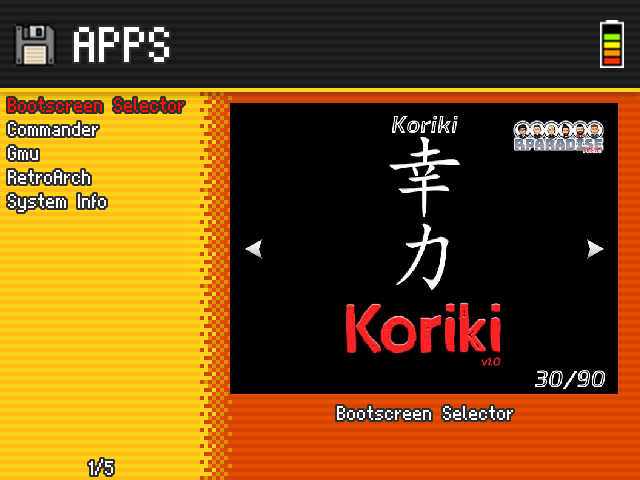 APPS
Bootscreen Selector
Commander
Gmu
RetroArch
System Info
Koriki
RPARADISE
幸
力
Koriki
v1.0
30/90
Bootscreen Selector
1/5